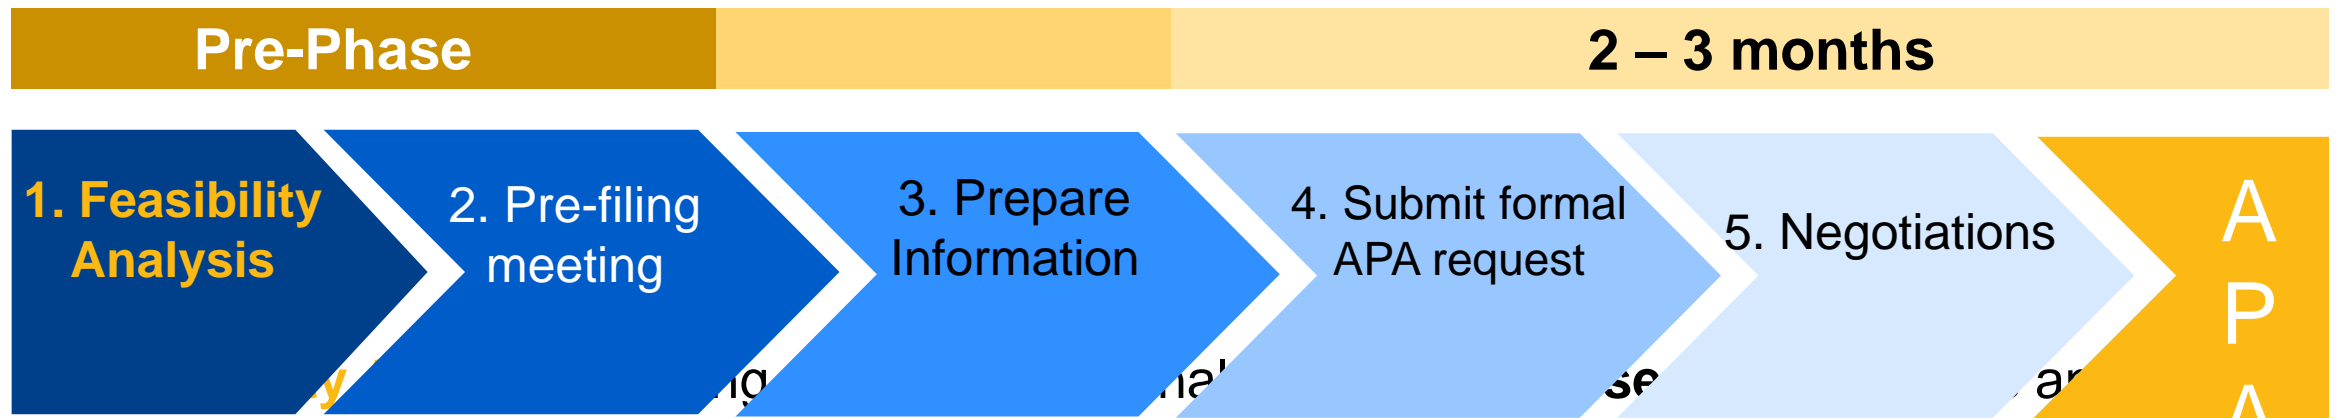 Pre-Phase
2 – 3 months
1. Feasibility
Analysis
2. Pre-filing
meeting
3. Prepare
Information
4. Submit formal
APA request
5. Negotiations
A
P
A